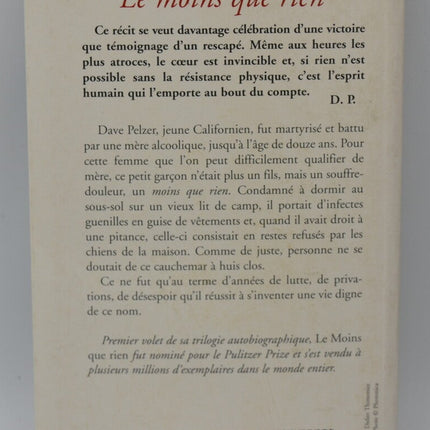 Le moins que rien
Ce récit se veut davantage célébration d'une victoire
que témoignage d'un rescapé. Même aux heures les
plus atroces, le cœur est invincible et, si rien n'est
possible sans la résistance physique, c'est l'esprit
humain qui l'emporte au bout du compte.
D. P.
Dave Pelzer, jeune Californien, fut martyrisé et battu
par une mère alcoolique, jusqu'à l'âge de douze ans. Pour
cette femme que l'on peut difficilement qualifier de
mère, ce petit garçon n'était plus un fils, mais un souffre-
douleur, un moins que rien. Condamné à dormir au
sous-sol sur un vieux lit de camp, il portait d'infectes
guenilles en guise de vêtements et, quand il avait droit à
une pitance, celle-ci consistait en restes refusés par les
chiens de la maison. Comme de juste, personne ne se
doutait de ce cauchemar à huis clos.
Ce ne fut qu'au terme d'années de lutte, de priva-
tions, de désespoir qu'il réussit à s'inventer une vie digne
de ce nom.
Premier volet de sa trilogie autobiographique, Le Moins
que rien fut nominé pour le Pulitzer Prize et s'est vendu à
plusieurs millions d'exemplaires dans le monde entier.